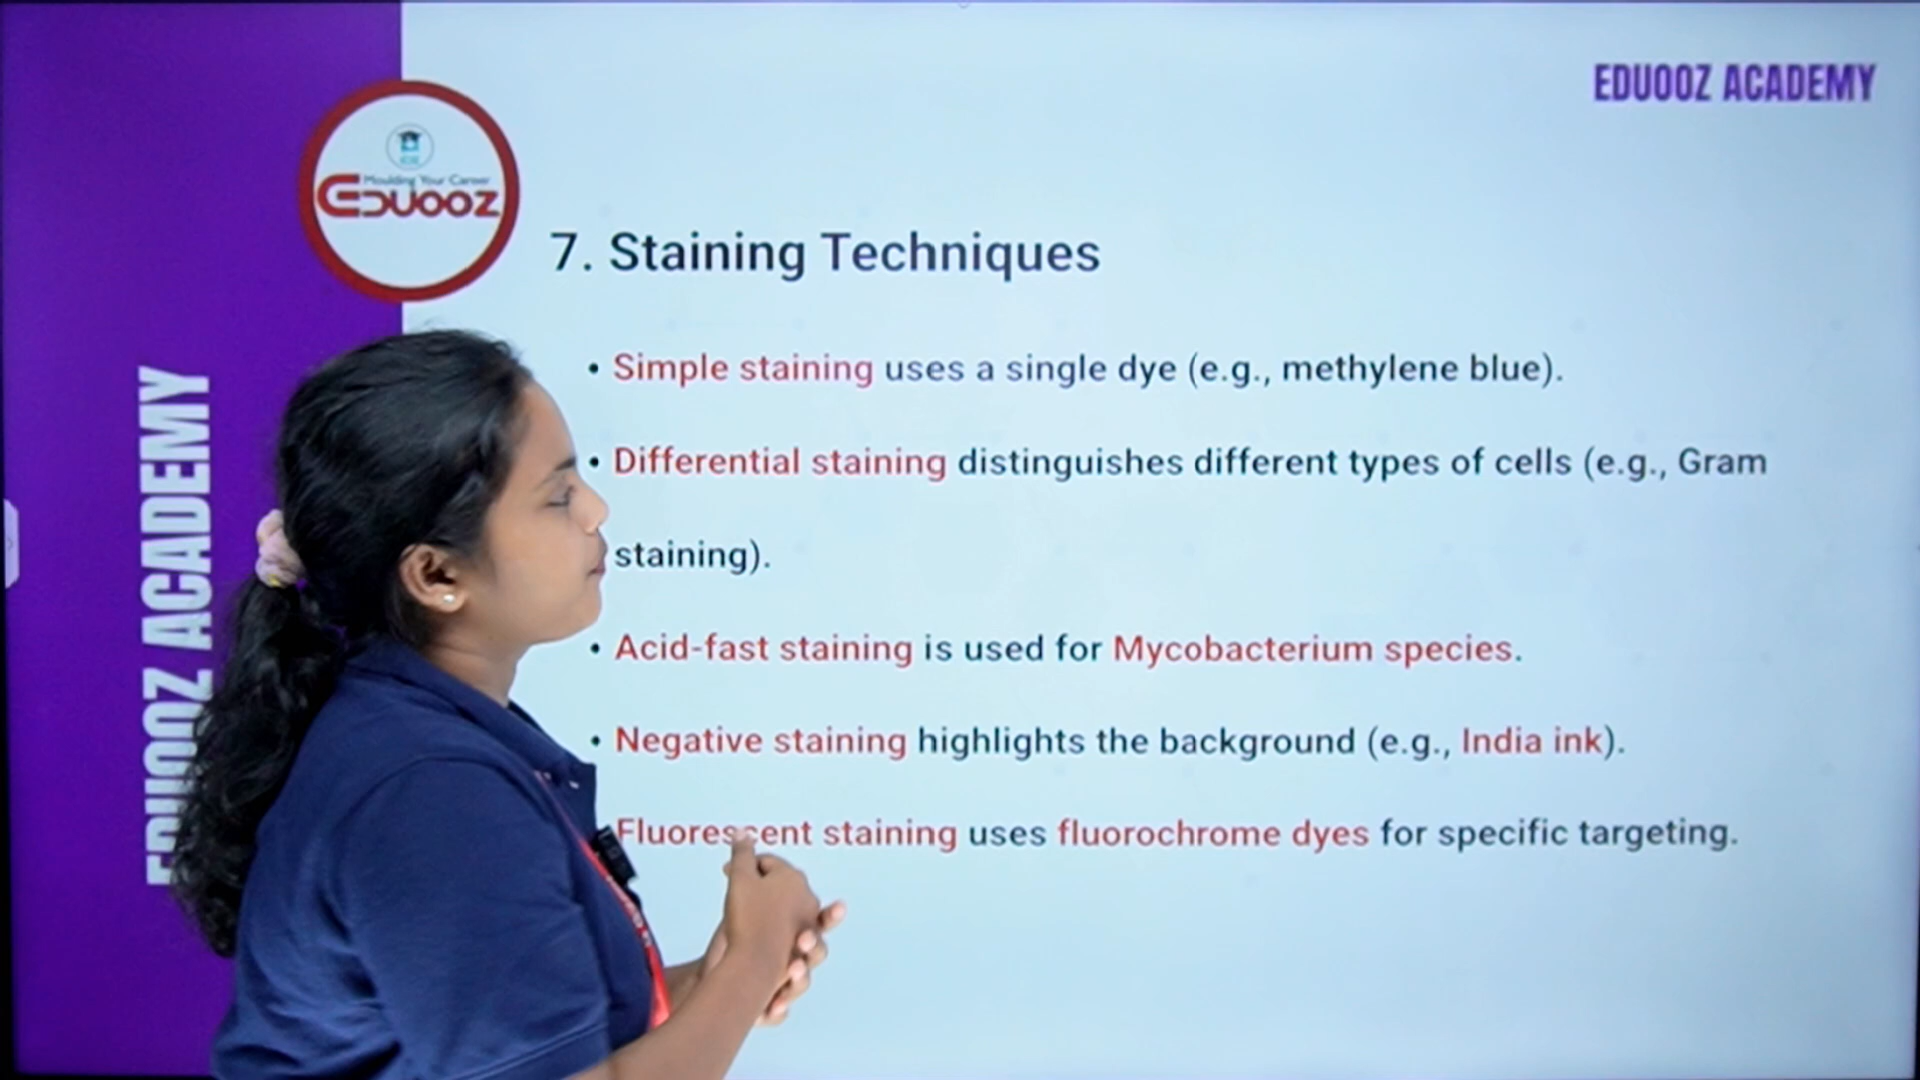 EDUOOZ ACADEMY
Moulding Your Career
EDUOOZ
EDUOOZ ACADEMY
7. Staining Techniques
• Simple staining uses a single dye (e.g., methylene blue).
• Differential staining distinguishes different types of cells (e.g., Gram
staining).
• Acid-fast staining is used for Mycobacterium species.
• Negative staining highlights the background (e.g., India ink).
Fluorescent staining uses fluorochrome dyes for specific targeting.